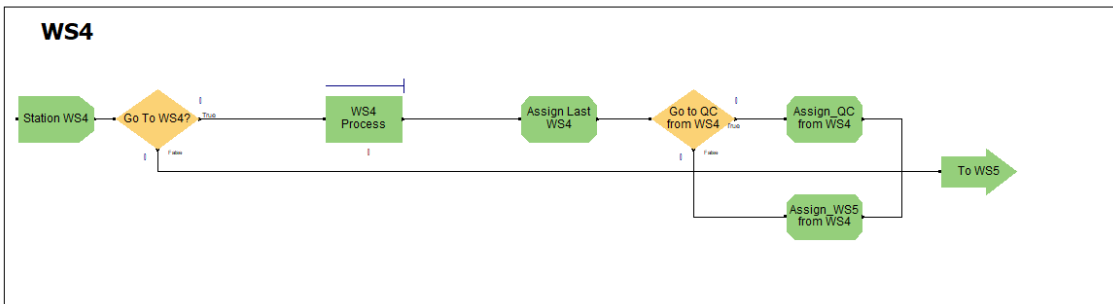 WS4
Station WS4
Go To WS4?
True
False
WS4
Process
Assign Last
WS4
Go to QC
from WS4
True
False
Assign_QC
from WS4
Assign_WS5
from WS4
To WS5